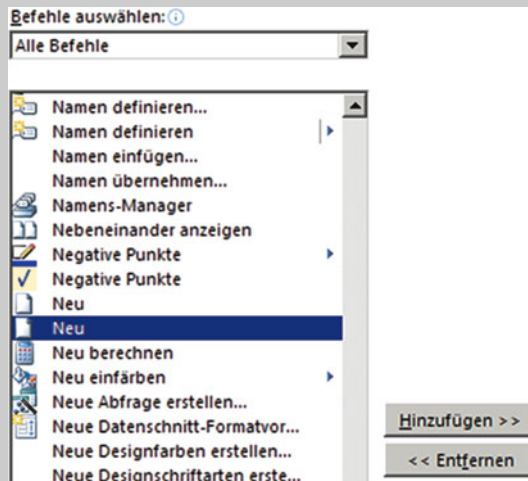 Befehle auswählen:
Alle Befehle
Namen definieren...
Namen definieren
Namen einfügen...
Namen übernehmen...
Namens-Manager
Nebeneinander anzeigen
Negative Punkte
Negative Punkte
Neu
Neu
Neu berechnen
Neu einfärben
Neue Abfrage erstellen...
Neue Datenschnitt-Formatvor...
Neue Designfarben erstellen...
Neue Designschriftarten erste...
Hinzufügen >>
<< Entfernen